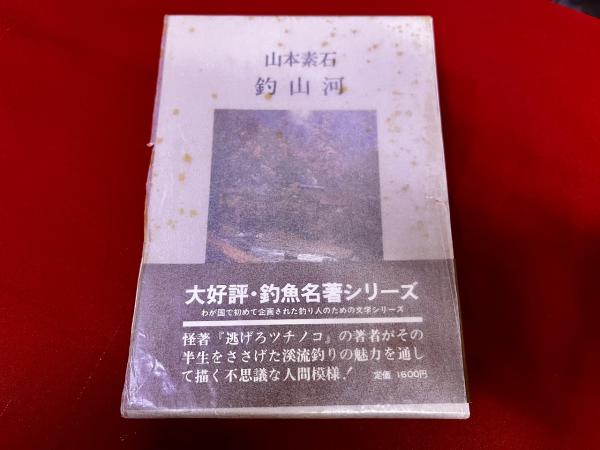 山本素石
釣山河
大好評・釣魚名著シリーズ
わが国で初めて企画された釣り人のための文学シリーズ
怪著『逃げろツチノコ』の著者がその
半生をささげた渓流釣りの魅力を通し
て描く不思議な人間模様！
定価 1600円